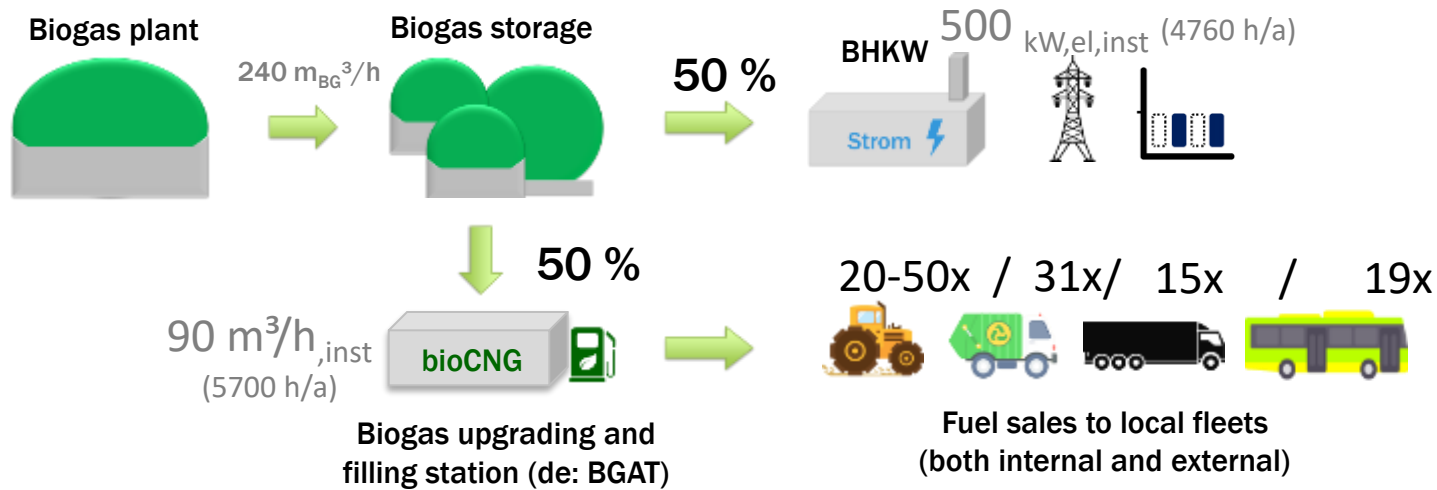 Biogas plant
240 m_BG³/h
Biogas storage
50 %
BHKW
500 kW,el,inst (4760 h/a)
Strom
50 %
90 m³/h,inst
(5700 h/a)
bioCNG
Biogas upgrading and
filling station (de: BGAT)
20-50x / 31x/ 15x / 19x
Fuel sales to local fleets
(both internal and external)